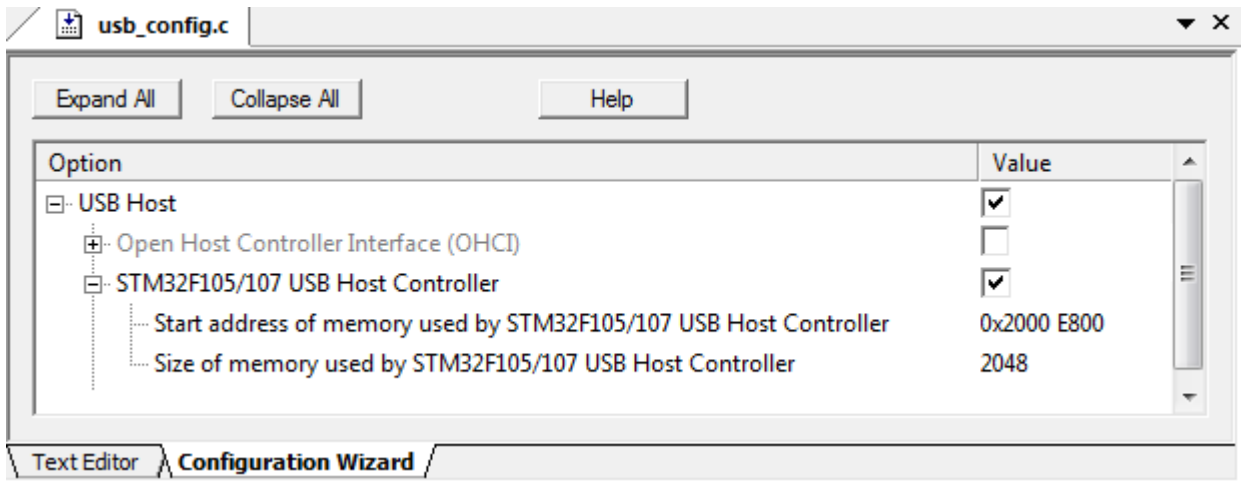 usb_config.c
Expand All Collapse All Help
Option Value
USB Host
Open Host Controller Interface (OHCI)
STM32F105/107 USB Host Controller
Start address of memory used by STM32F105/107 USB Host Controller 0x2000 E800
Size of memory used by STM32F105/107 USB Host Controller 2048
Text Editor Configuration Wizard